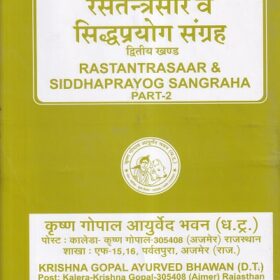 रसतन्त्रसार व
सिद्धप्रयोग संग्रह
द्वितीय खण्ड
RASTANTRASAAR &
SIDDHAPRAYOG SANGRAHA
PART-2
कृष्ण गोपाल आयुर्वेद भवन (ध.ट्र.)
पोस्ट : कालेडा- कृष्ण गोपाल-305408 (अजमेर) राजस्थान
शाखा : एफ-15,16, पर्वतपुरा, अजमेर (राज.)
KRISHNA GOPAL AYURVED BHAWAN (D.T.)
Post: Kalera-Krishna Gopal-305408 (Ajmer) Rajasthan